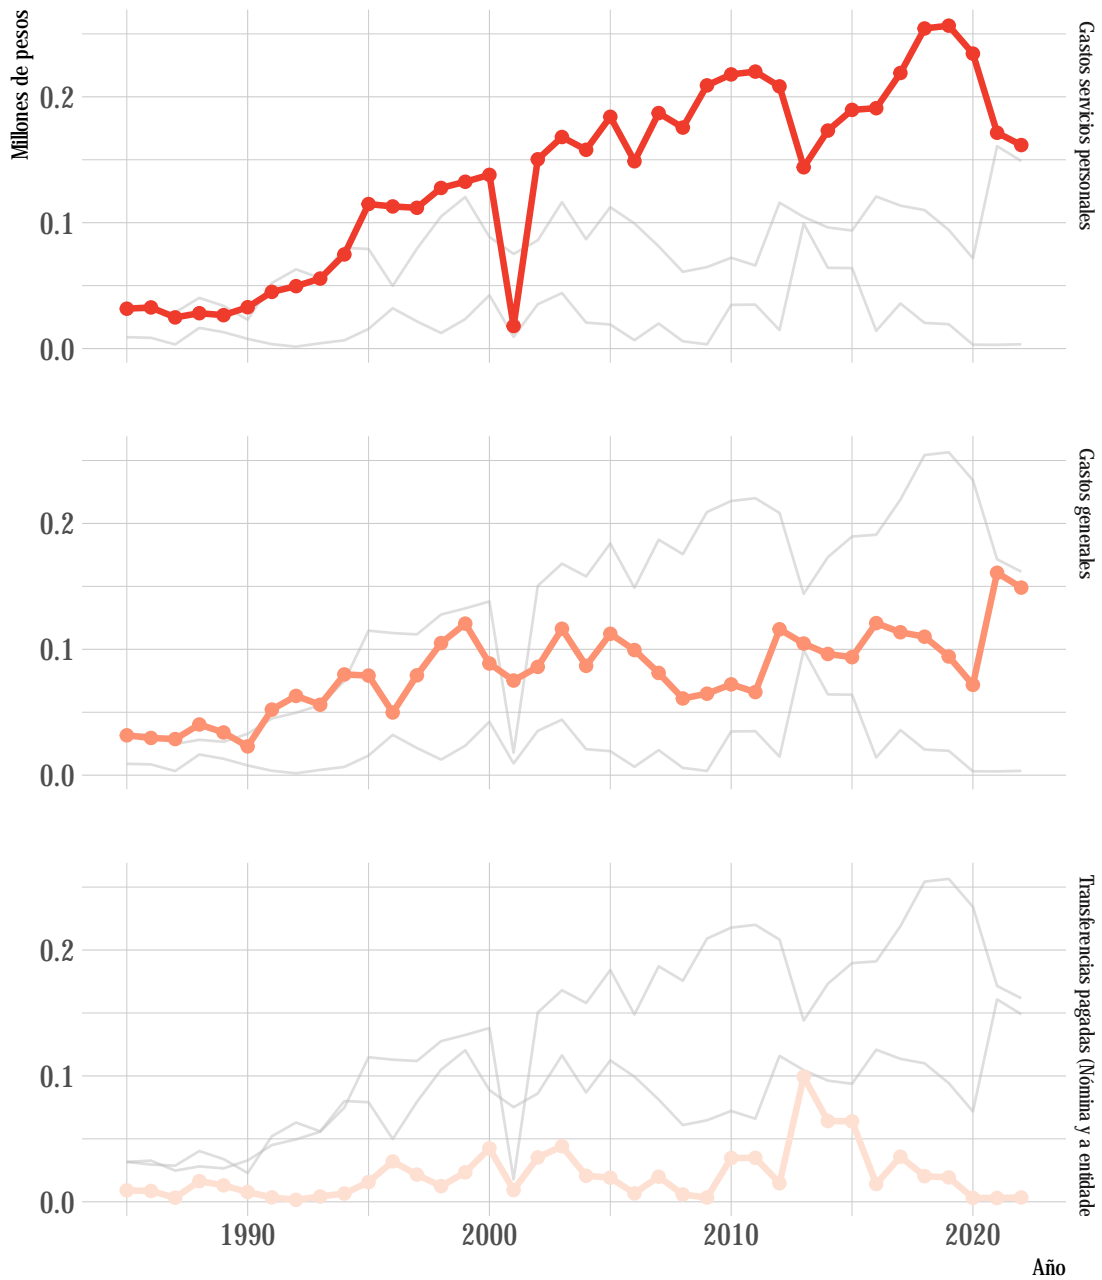 Millones de pesos
0.2
0.1
0.0
Gastos servicios personales
0.2
0.1
0.0
Gastos generales
0.2
0.1
0.0
Transferencias pagadas (Nómina y a entidade
1990
2000
2010
2020
Año